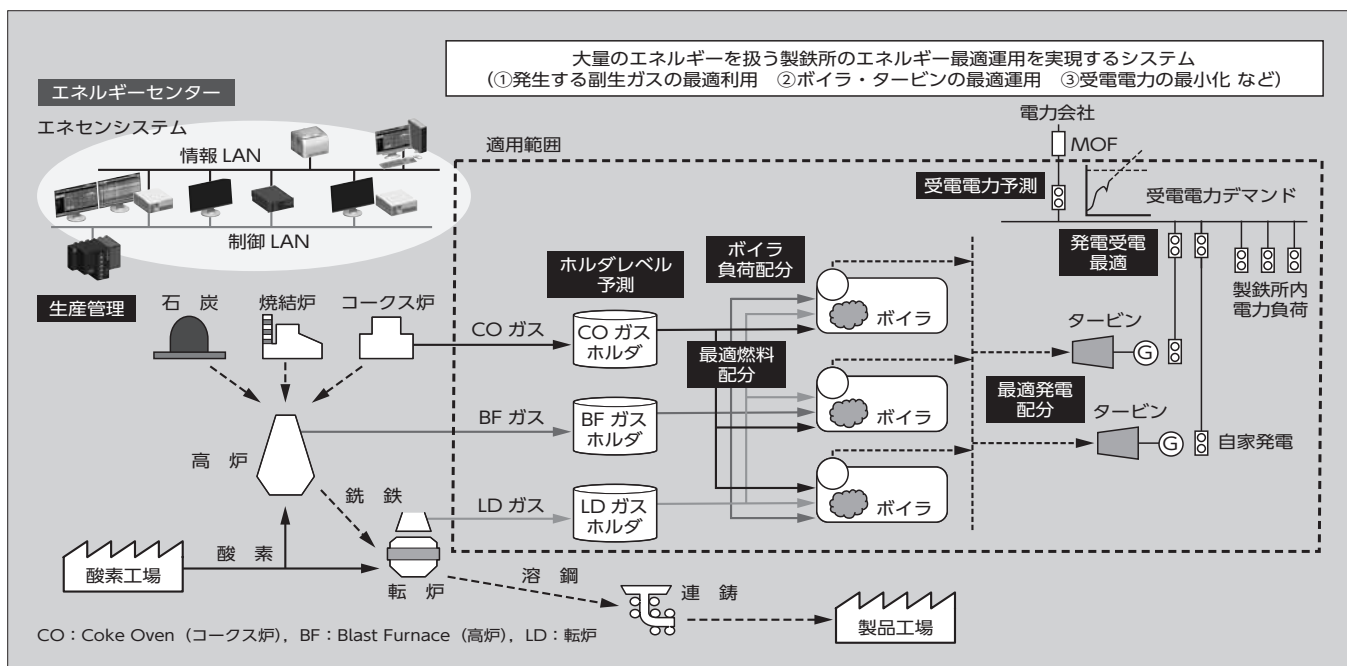 大量のエネルギーを扱う製鉄所のエネルギー最適運用を実現するシステム
(①発生する副生ガスの最適利用　②ボイラ・タービンの最適運用　③受電電力の最小化 など)
エネルギーセンター
エネセンシステム
情報 LAN
制御 LAN
適用範囲
電力会社
MOF
受電電力予測
受電電力デマンド
発電受電
最適
製鉄所内
電力負荷
生産管理
石　炭
焼結炉
コークス炉
CO ガス
ホルダレベル
予測
CO ガス
ホルダ
ボイラ
負荷配分
最適燃料
配分
ボイラ
タービン
G
高　炉
BF ガス
BF ガス
ホルダ
ボイラ
最適発電
配分
タービン
G
自家発電
銑　鉄
LD ガス
LD ガス
ホルダ
ボイラ
酸素工場
酸　素
転　炉
溶　鋼
連　鋳
製品工場
CO：Coke Oven（コークス炉），BF：Blast Furnace（高炉），LD：転炉